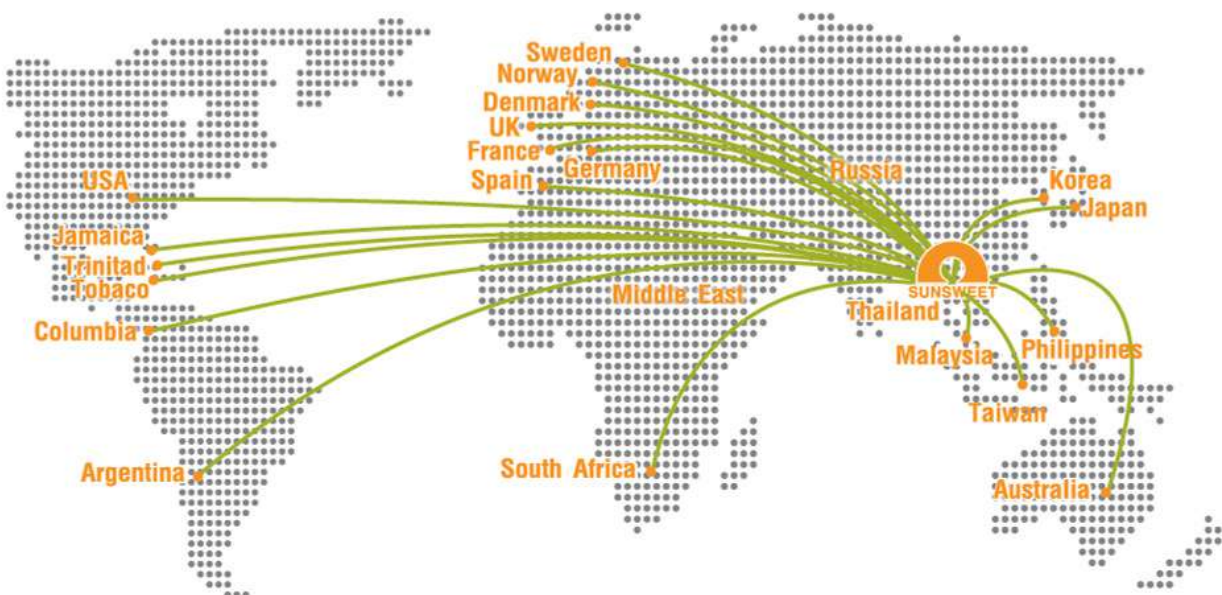 Sweden
Norway
Denmark
UK
France
Germany
Spain
Russia
USA
Korea
Japan
Jamaica
Trinitad
Tobaco
SUNSWEET
Middle East
Thailand
Columbia
Malaysia
Philippines
Taiwan
Argentina
South Africa
Australia